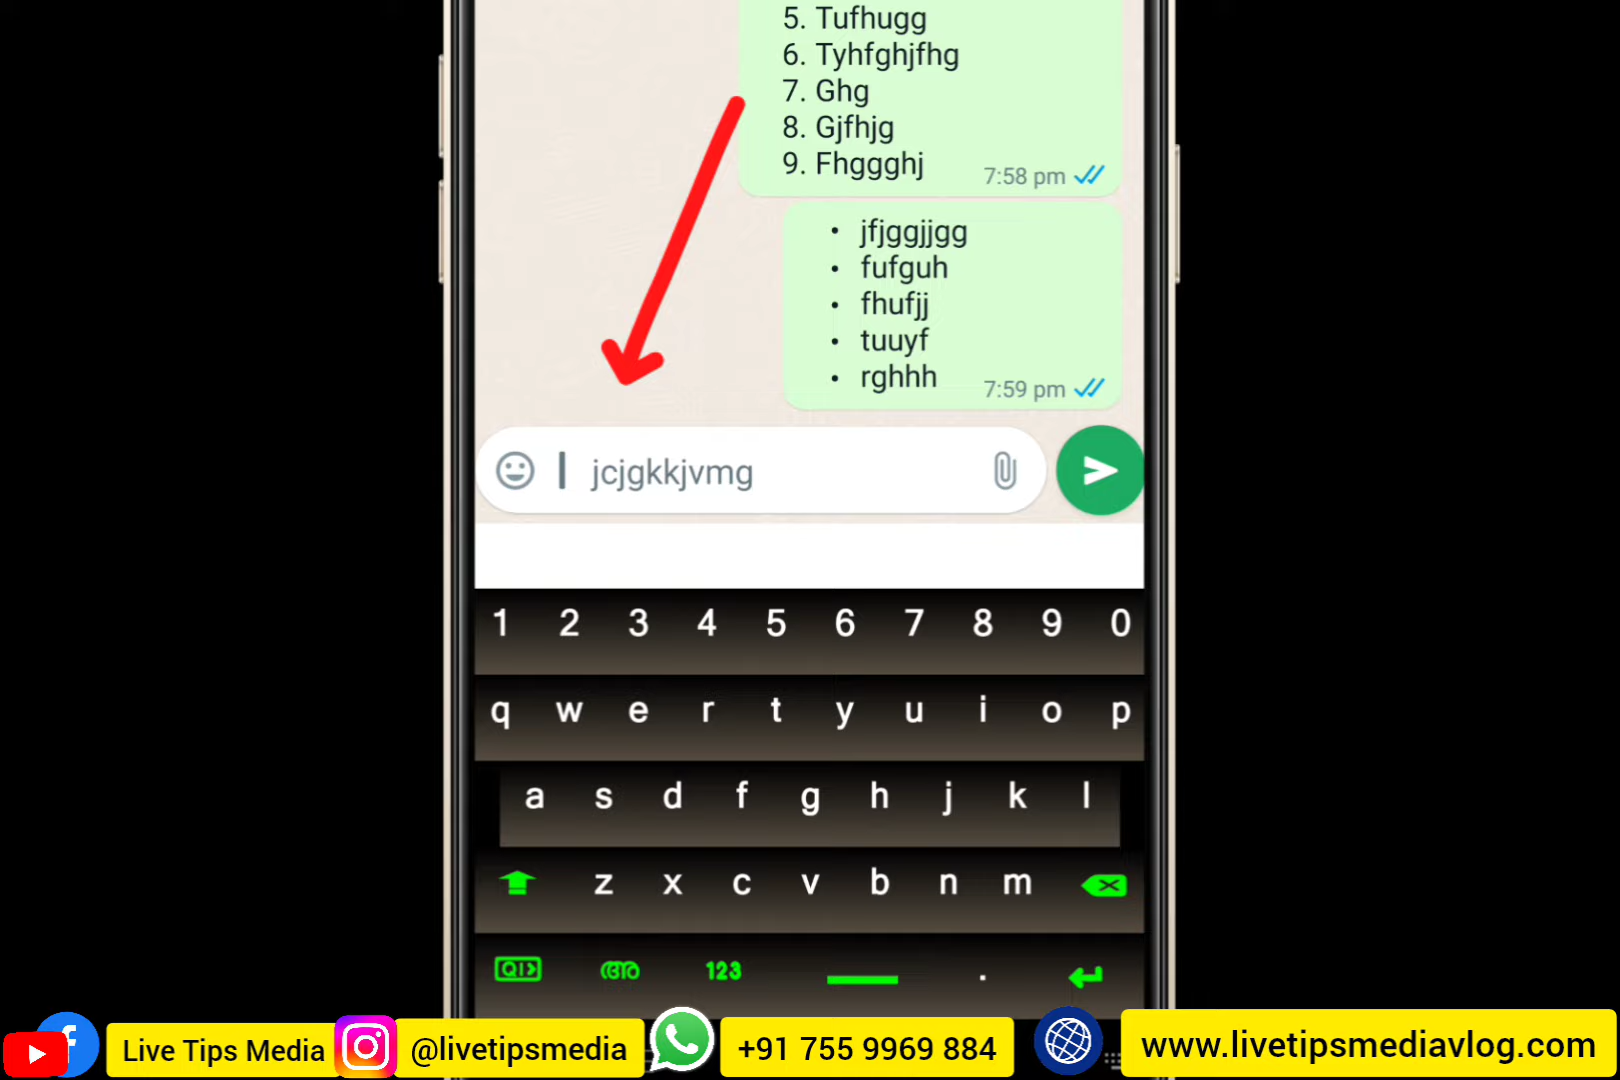 5. Tufhugg
6. Tyhfghjfhg
7. Ghg
8. Gjfhjg
9. Fhggghj
7:58 pm
• jfjggjjgg
• fufguh
• fhufjj
• tuuyf
• rghhh
7:59 pm
jcjgkkjvmg
1 2 3 4 5 6 7 8 9 0
q w e r t y u i o p
a s d f g h j k l
z x c v b n m
അ 123 .
Live Tips Media @livetipsmedia +91 755 9969 884 www.livetipsmediavlog.com